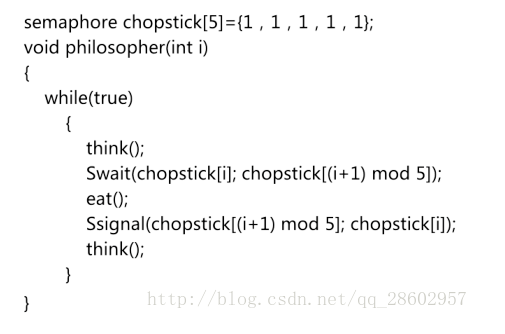 semaphore chopstick[5]={1 , 1 , 1 , 1 , 1};
void philosopher(int i)
{
while(true)
{
think();
Swait(chopstick[i]; chopstick[(i+1) mod 5]);
eat();
Ssignal(chopstick[(i+1) mod 5]; chopstick[i]);
think();
}
}
http://blog.csdn.net/qq_28602957